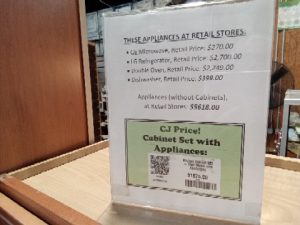 THESE APPLIANCES AT RETAIL STORES:
• GE Microwave, Retail Price: $270.00
• LG Refrigerator, Retail Price: $2,700.00
• Double Oven, Retail Price: $2,249.00
• Dishwasher, Retail Price: $399.00
Appliances (without Cabinets),
at Retail Stores: $5618.00
CJ Price!
Cabinet Set with
Appliances: